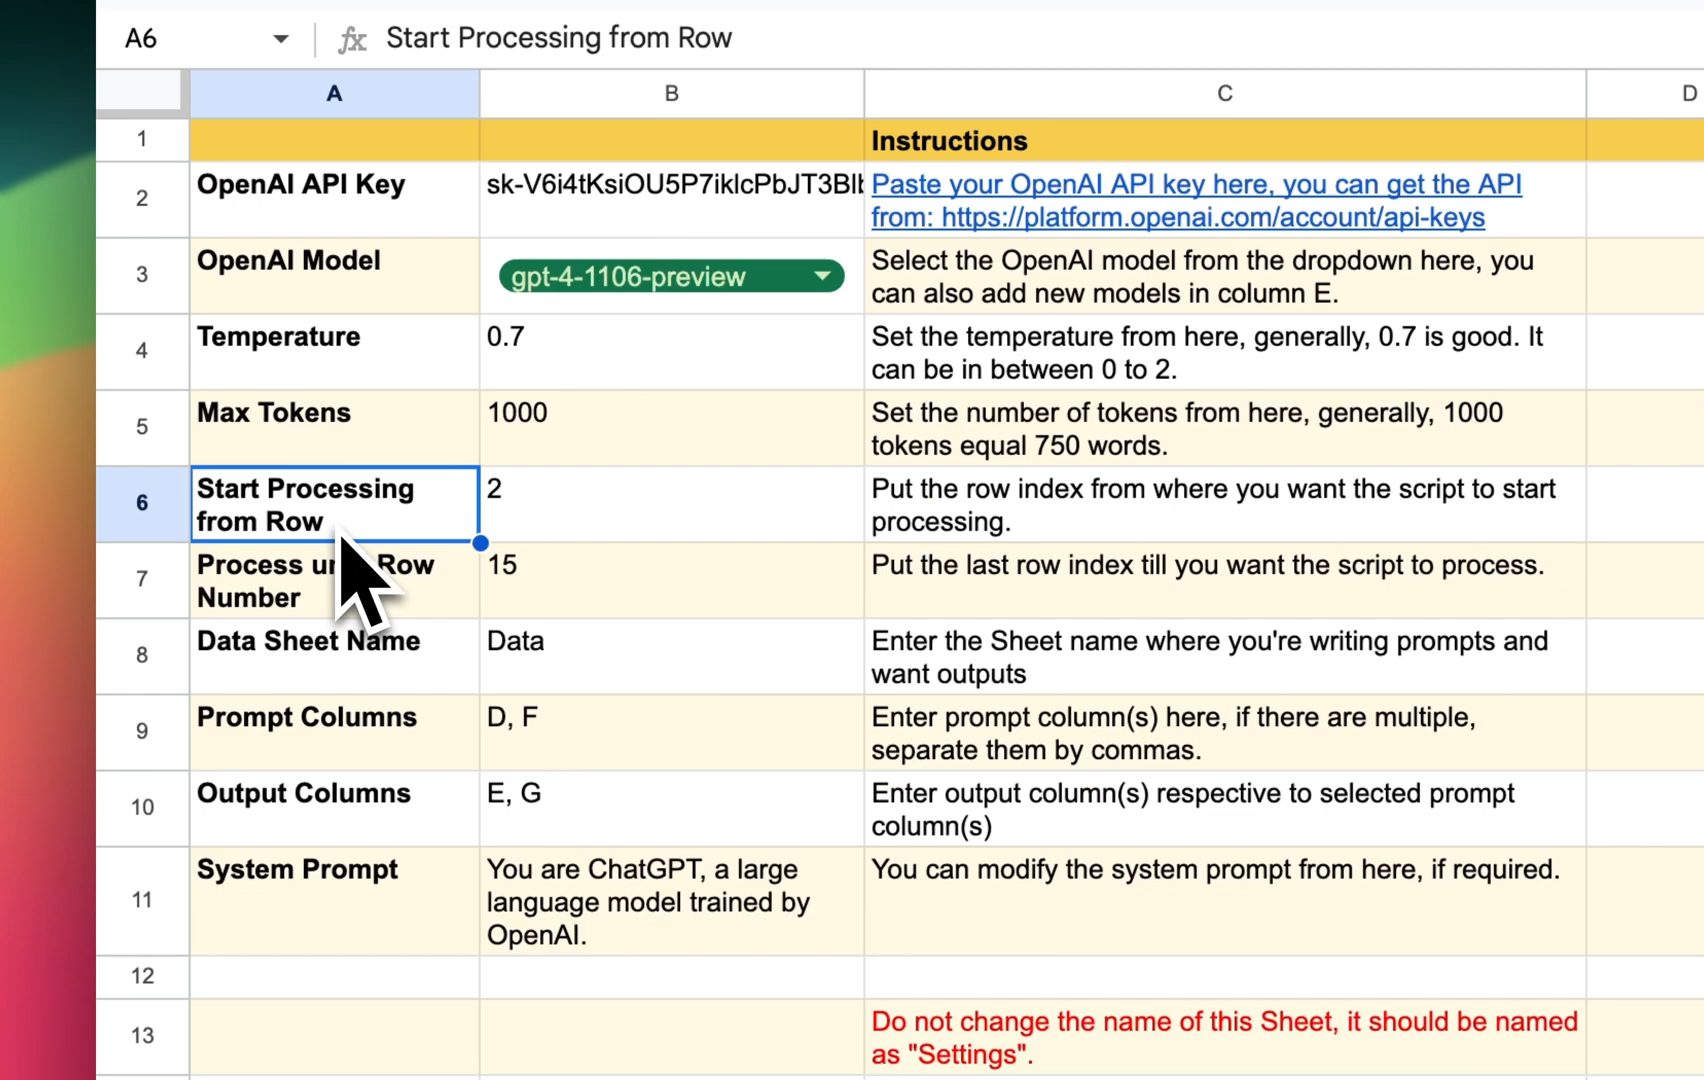 A6
fx Start Processing from Row
A B C D
1 Instructions
2 OpenAI API Key Paste your OpenAI API key here, you can get the API
from: https://platform.openai.com/account/api-keys
3 OpenAI Model gpt-4-1106-preview Select the OpenAI model from the dropdown here, you
can also add new models in column E.
4 Temperature 0.7 Set the temperature from here, generally, 0.7 is good. It
can be in between 0 to 2.
5 Max Tokens 1000 Set the number of tokens from here, generally, 1000
tokens equal 750 words.
6 Start Processing 2 Put the row index from where you want the script to start
from Row processing.
7 Process Row 15 Put the last row index till you want the script to process.
Number
8 Data Sheet Name Data Enter the Sheet name where you're writing prompts and
want outputs
9 Prompt Columns D, F Enter prompt column(s) here, if there are multiple,
separate them by commas.
10 Output Columns E, G Enter output column(s) respective to selected prompt
column(s)
11 System Prompt You are ChatGPT, a large You can modify the system prompt from here, if required.
language model trained by
OpenAI.
12
13 Do not change the name of this Sheet, it should be named
as "Settings".